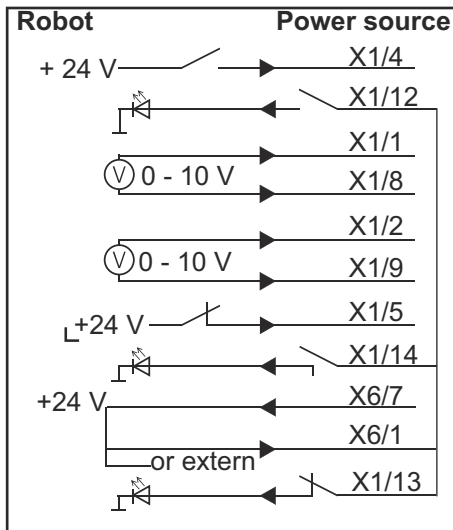 Robot Power source
+ 24 V X1/4
X1/12
X1/1
V 0 - 10 V X1/8
X1/2
V 0 - 10 V X1/9
+24 V X1/5
X1/14
+24 V X6/7
X6/1
or extern
X1/13